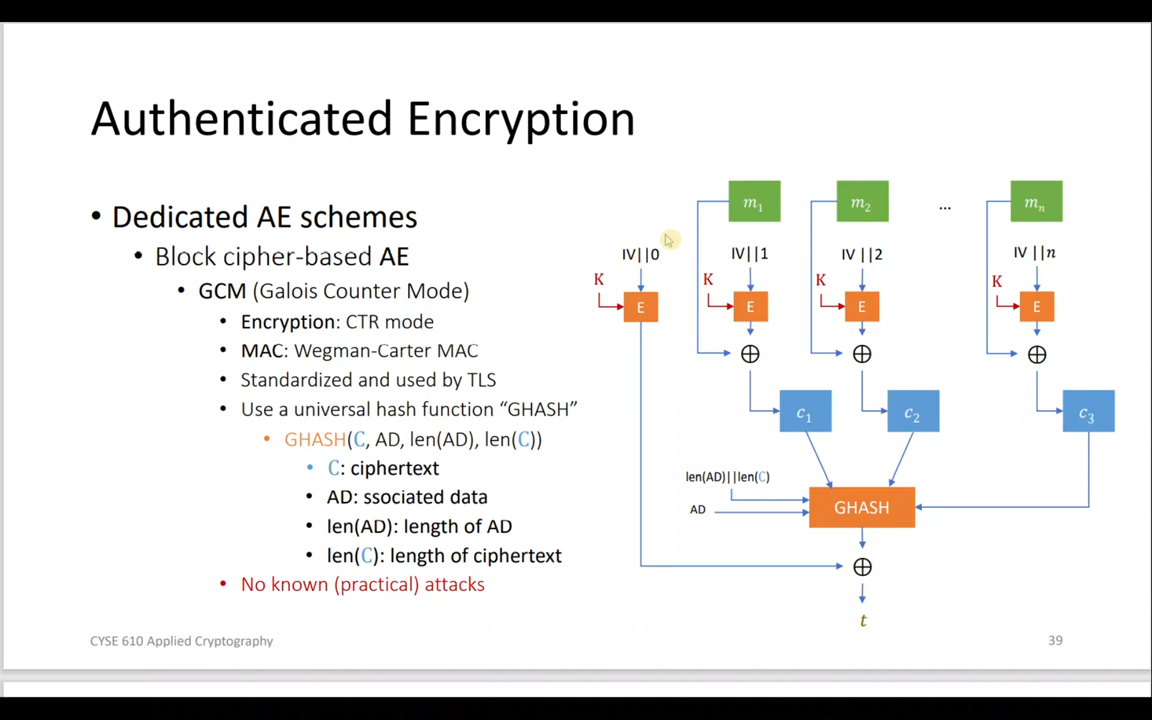 Authenticated Encryption
• Dedicated AE schemes
• Block cipher-based AE
• GCM (Galois Counter Mode)
• Encryption: CTR mode
• MAC: Wegman-Carter MAC
• Standardized and used by TLS
• Use a universal hash function “GHASH”
• GHASH(C, AD, len(AD), len(C))
• C: ciphertext
• AD: ssociated data
• len(AD): length of AD
• len(C): length of ciphertext
• No known (practical) attacks
m₁ m₂ ... mₙ
IV||0 IV||1 IV ||2 IV ||n
K K K K
E E E E
⊕ ⊕ ⊕
c₁ c₂ c₃
len(AD)||len(C)
AD
GHASH
⊕
t
CYSE 610 Applied Cryptography
39